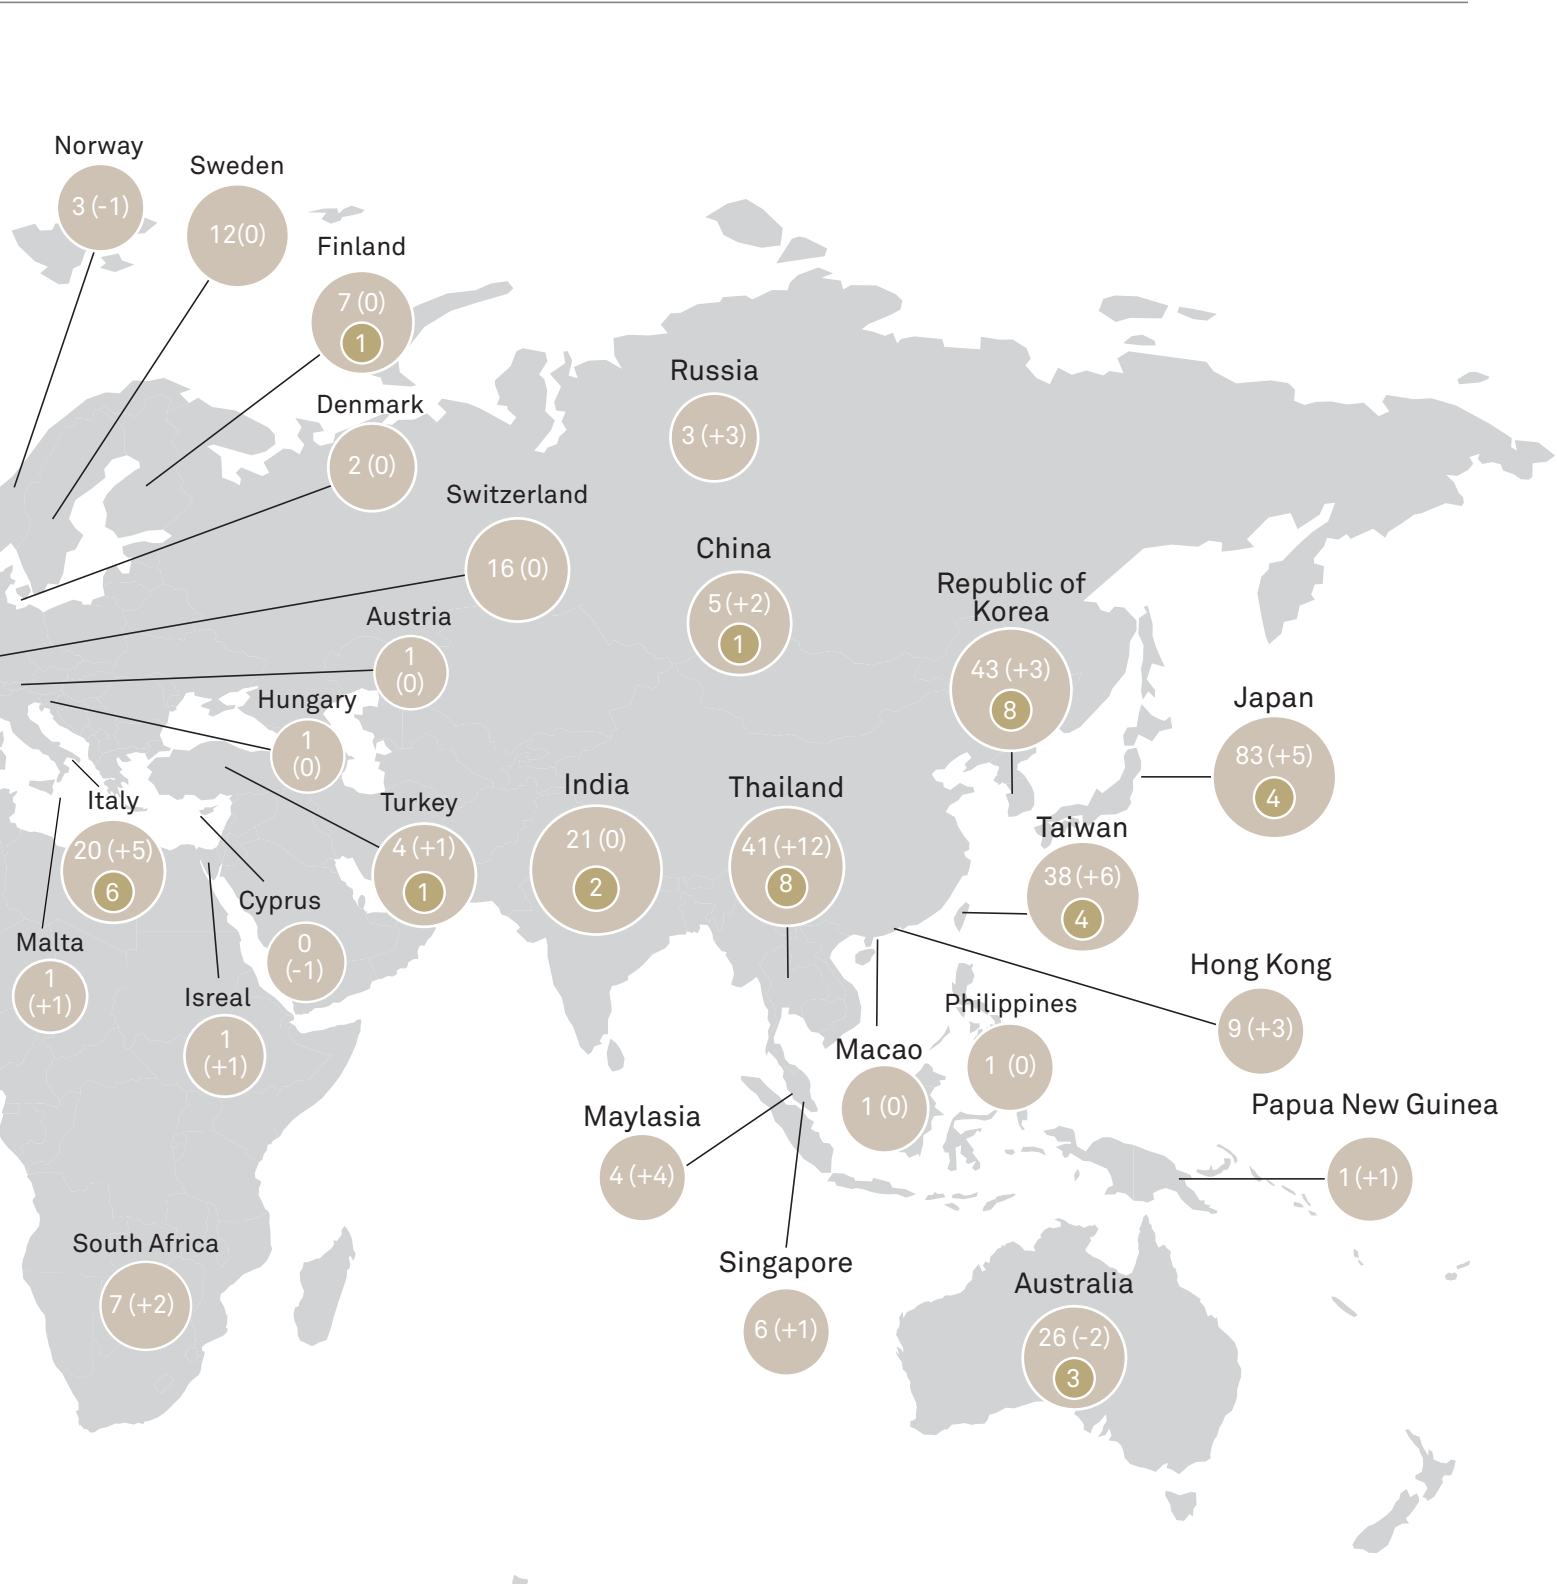 Norway
3 (-1)
Sweden
12(0)
Finland
7 (0)
1
Denmark
2 (0)
Russia
3 (+3)
Switzerland
16 (0)
China
5 (+2)
1
Republic of
Korea
43 (+3)
8
Austria
1
(0)
Hungary
1
(0)
Japan
83 (+5)
4
Italy
20 (+5)
6
Turkey
4 (+1)
1
India
21 (0)
2
Thailand
41 (+12)
8
Taiwan
38 (+6)
4
Cyprus
0
(-1)
Malta
1
(+1)
Isreal
1
(+1)
Hong Kong
9 (+3)
Philippines
1 (0)
Macao
1 (0)
Maylasia
4 (+4)
Papua New Guinea
1 (+1)
South Africa
7 (+2)
Singapore
6 (+1)
Australia
26 (-2)
3